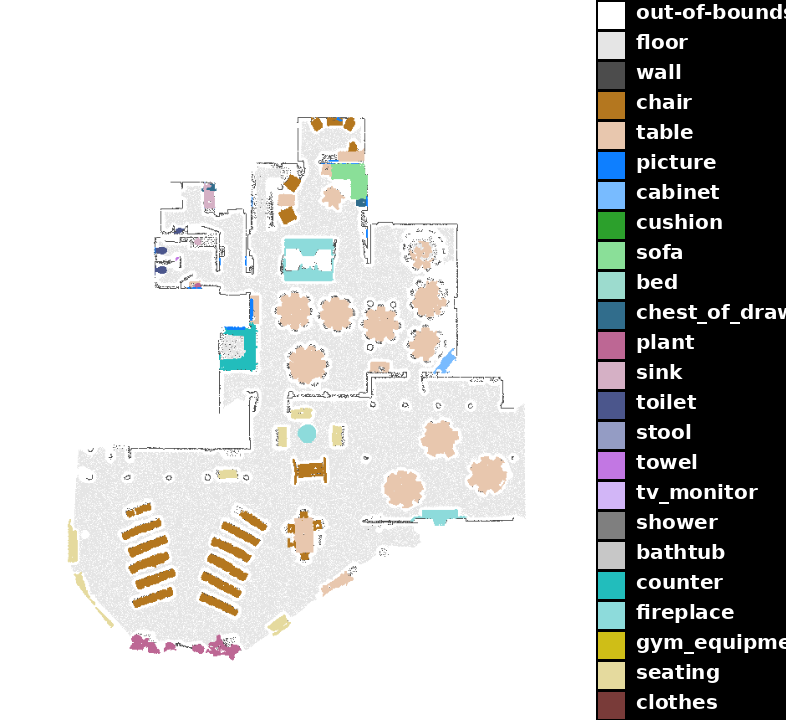 out-of-bounds
floor
wall
chair
table
picture
cabinet
cushion
sofa
bed
chest_of_draw
plant
sink
toilet
stool
towel
tv_monitor
shower
bathtub
counter
fireplace
gym_equipme
seating
clothes